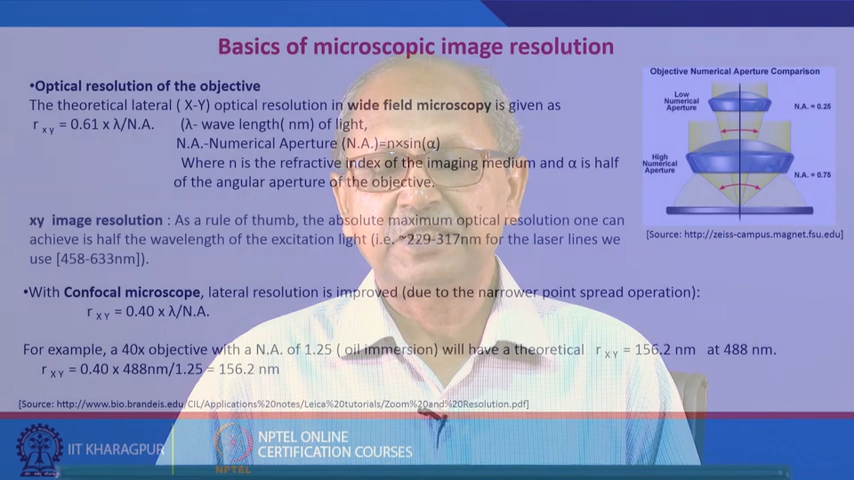 Basics of microscopic image resolution
•Optical resolution of the objective
The theoretical lateral ( X-Y) optical resolution in wide field microscopy is given as
r xy = 0.61 x λ/N.A. (λ- wave length( nm) of light,
N.A.-Numerical Aperture (N.A.)=n×sin(α)
Where n is the refractive index of the imaging medium and α is half
of the angular aperture of the objective.
Objective Numerical Aperture Comparison
Low
Numerical
Aperture
N.A. = 0.25
High
Numerical
Aperture
N.A. = 0.75
[Source: http://zeiss-campus.magnet.fsu.edu]
xy image resolution : As a rule of thumb, the absolute maximum optical resolution one can
achieve is half the wavelength of the excitation light (i.e. ~229-317nm for the laser lines we
use [458-633nm]).
•With Confocal microscope, lateral resolution is improved (due to the narrower point spread operation):
r XY = 0.40 x λ/N.A.
For example, a 40x objective with a N.A. of 1.25 ( oil immersion) will have a theoretical r XY = 156.2 nm at 488 nm.
r XY = 0.40 x 488nm/1.25 = 156.2 nm
[Source: http://www.bio.brandeis.edu/CIL/Applications%20notes/Leica%20tutorials/Zoom%20and%20Resolution.pdf]
IIT KHARAGPUR
NPTEL
NPTEL ONLINE
CERTIFICATION COURSES